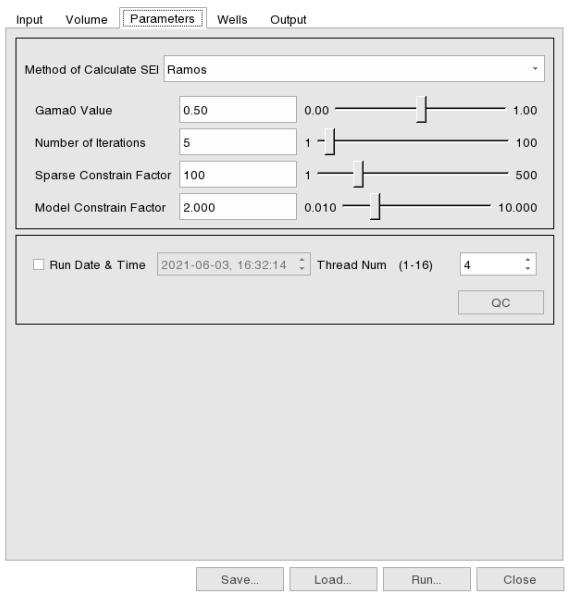 Input Volume Parameters Wells Output
Method of Calculate SEI Ramos
Gama0 Value 0.50 0.00 1.00
Number of Iterations 5 1 100
Sparse Constrain Factor 100 1 500
Model Constrain Factor 2.000 0.010 10.000
Run Date & Time 2021-06-03, 16:32:14 Thread Num (1-16) 4
QC
Save... Load... Run... Close